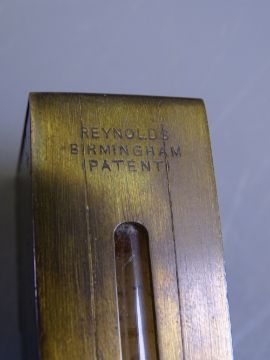 REYNOLDS
BIRMINGHAM
(PATENT)